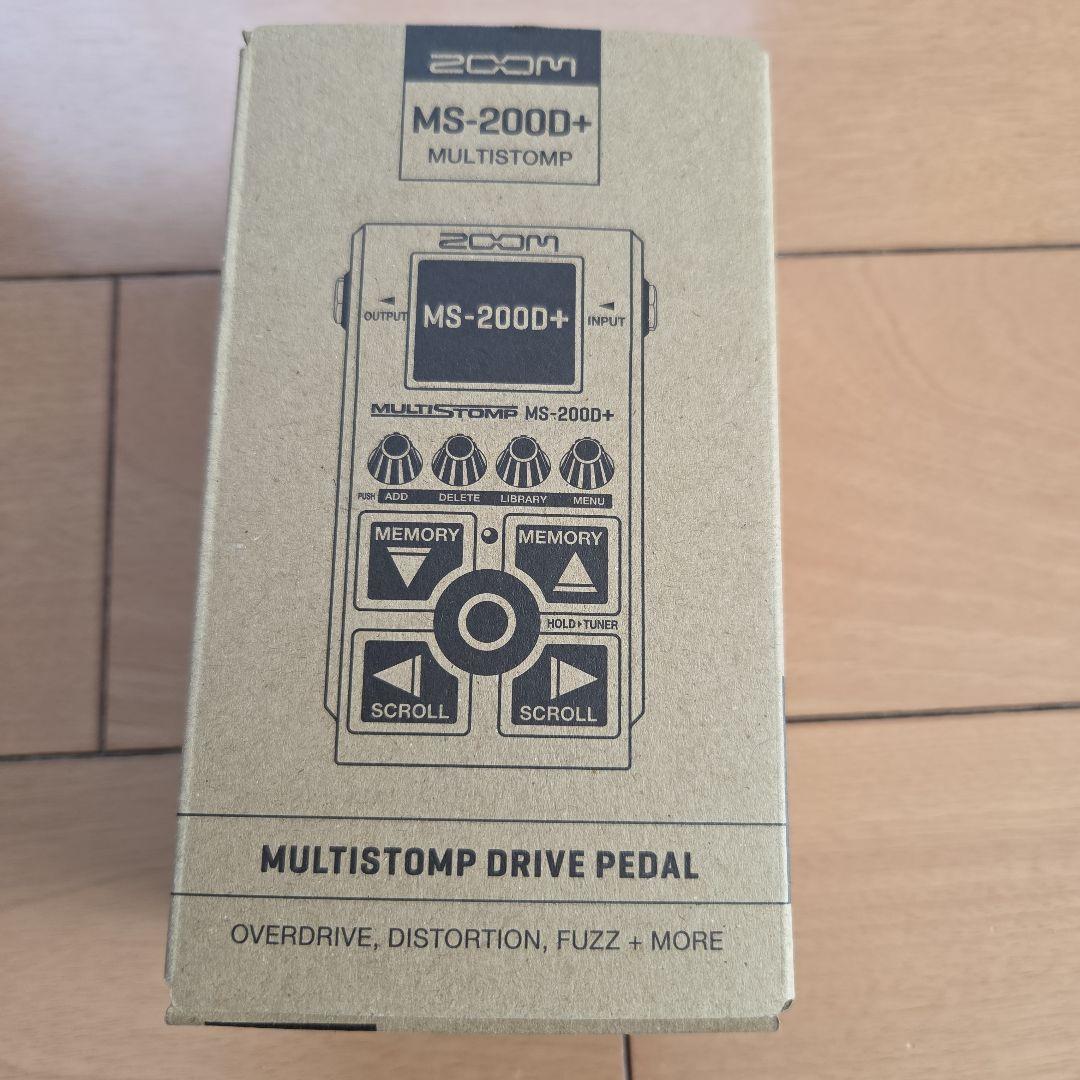 ZOOM
MS-200D+
MULTISTOMP
ZOOM
OUTPUT MS-200D+ INPUT
MULTISTOMP MS-200D+
PUSH ADD DELETE LIBRARY MENU
MEMORY MEMORY
HOLD▶TUNER
SCROLL SCROLL
MULTISTOMP DRIVE PEDAL
OVERDRIVE, DISTORTION, FUZZ + MORE